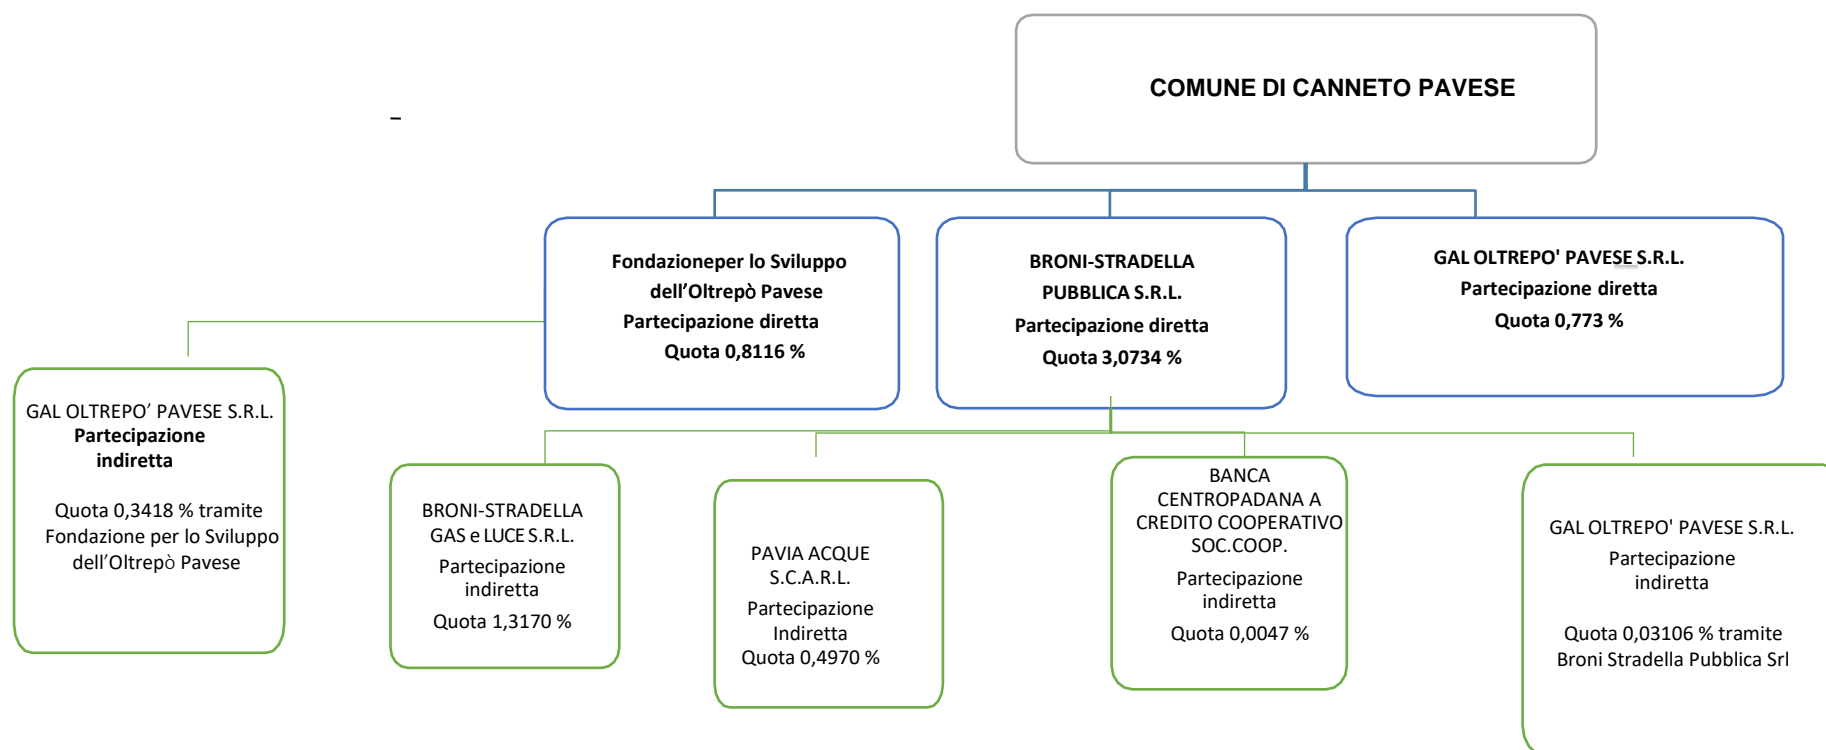 COMUNE DI CANNETO PAVESE
–
Fondazioneper lo Sviluppo
dell’Oltrepò Pavese
Partecipazione diretta
Quota 0,8116 %
BRONI-STRADELLA
PUBBLICA S.R.L.
Partecipazione diretta
Quota 3,0734 %
GAL OLTREPO' PAVESE S.R.L.
Partecipazione diretta
Quota 0,773 %
GAL OLTREPO’ PAVESE S.R.L.
Partecipazione
indiretta
Quota 0,3418 % tramite
Fondazione per lo Sviluppo
dell’Oltrepò Pavese
BRONI-STRADELLA
GAS e LUCE S.R.L.
Partecipazione
indiretta
Quota 1,3170 %
PAVIA ACQUE
S.C.A.R.L.
Partecipazione
Indiretta
Quota 0,4970 %
BANCA
CENTROPADANA A
CREDITO COOPERATIVO
SOC.COOP.
Partecipazione
indiretta
Quota 0,0047 %
GAL OLTREPO' PAVESE S.R.L.
Partecipazione
indiretta
Quota 0,03106 % tramite
Broni Stradella Pubblica Srl